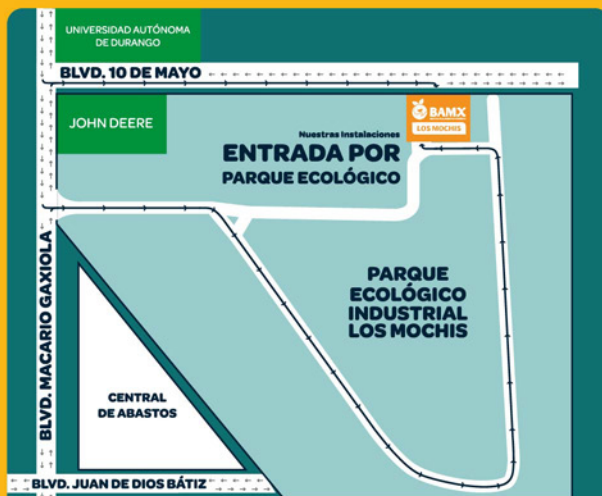 UNIVERSIDAD AUTÓNOMA
DE DURANGO
BLVD. 10 DE MAYO
JOHN DEERE
BAMX
LOS MOCHIS
Nuestras Instalaciones
ENTRADA POR
PARQUE ECOLÓGICO
BLVD. MACARIO GAXIOLA
PARQUE
ECOLÓGICO
INDUSTRIAL
LOS MOCHIS
CENTRAL
DE ABASTOS
BLVD. JUAN DE DIOS BÁTIZ